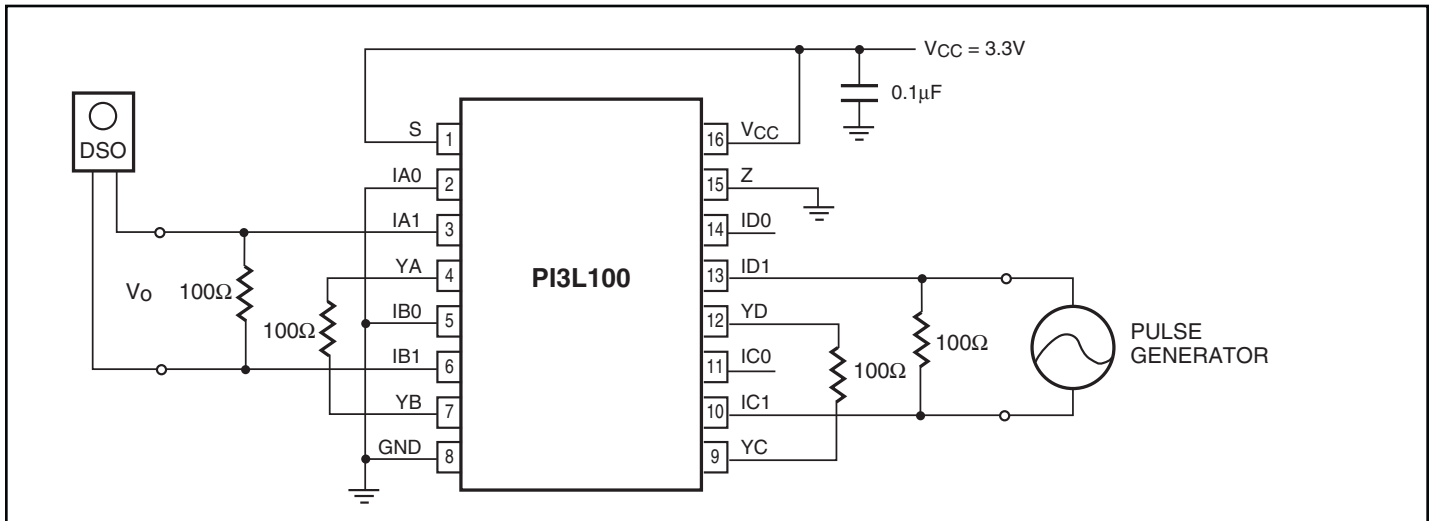 VCC = 3.3V
0.1μF
DSO
Vo
100Ω
100Ω
S
IA0
IA1
YA
IB0
IB1
YB
GND
1
2
3
4
5
6
7
8
PI3L100
16
15
14
13
12
11
10
9
VCC
Z
ID0
ID1
YD
IC0
IC1
YC
100Ω
100Ω
PULSE
GENERATOR